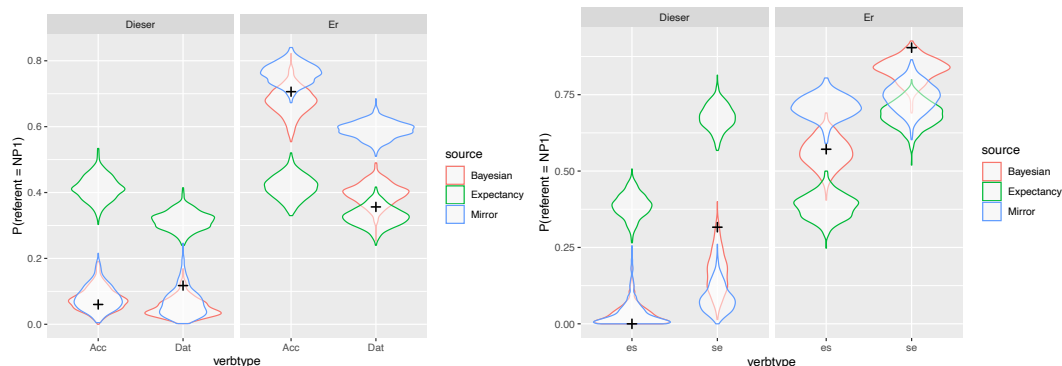 Dieser
Er
P(referent = NP1)
0.8
0.6
0.4
0.2
0.0
Acc
Dat
Acc
Dat
verbtype
source
Bayesian
Expectancy
Mirror
Dieser
Er
P(referent = NP1)
0.75
0.50
0.25
0.00
es
se
es
se
verbtype
source
Bayesian
Expectancy
Mirror